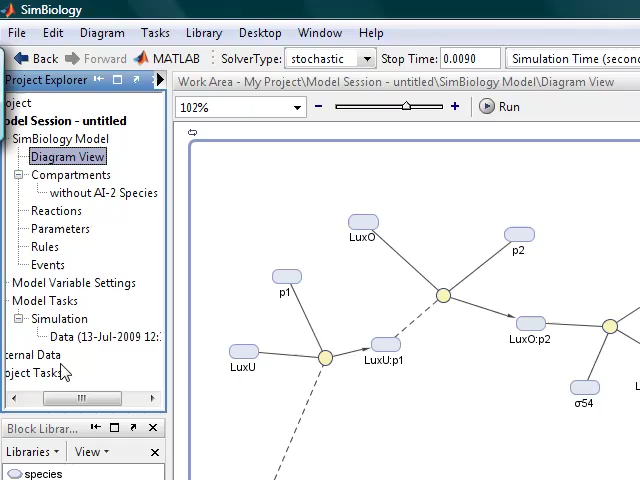 SimBiology
File Edit Diagram Tasks Library Desktop Window Help
Back Forward MATLAB SolverType: stochastic Stop Time: 0.0090 Simulation Time (secon
Project Explorer
Work Area - My Project\Model Session - untitled\SimBiology Model\Diagram View
oject
102% - + Run
odel Session - untitled
SimBiology Model
Diagram View
Compartments
without AI-2 Species
Reactions
Parameters
Rules
Events
Model Variable Settings
Model Tasks
Simulation
Data (13-Jul-2009 12:
ternal Data
oject Tasks
Block Librar...
Libraries View
species
LuxO
p2
p1
LuxO:p2
LuxU
LuxU:p1
σ54
L